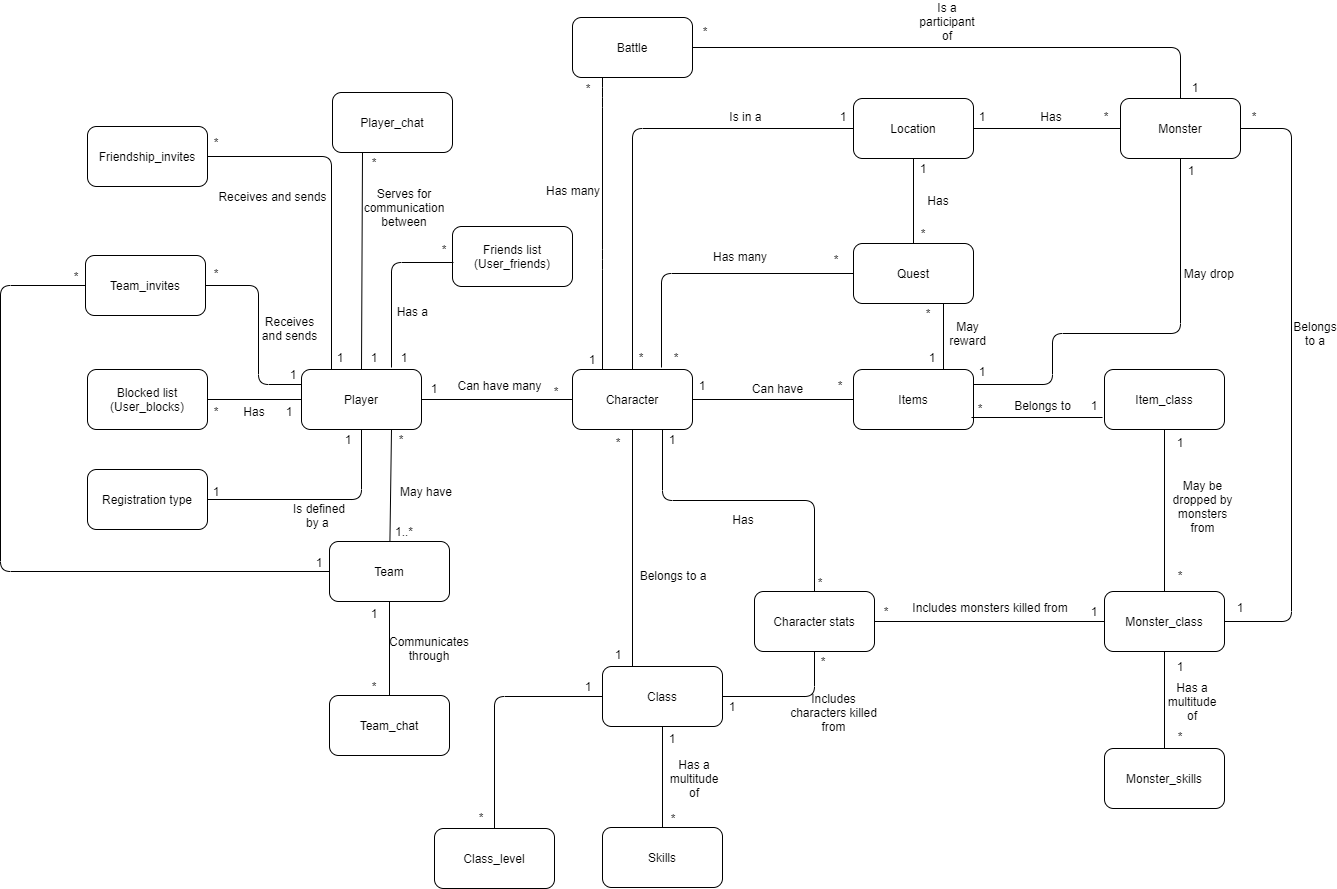 Is a
participant
of
*
Battle
*
1
Player_chat
*
Is in a
1
Location
1
Has
*
Monster
*
Friendship_invites
*
*
1
1
Receives and sends
Serves for
communication
between
Has many
Has
Friends list
(User_friends)
*
*
Has many
*
Quest
May drop
*
Team_invites
*
Has a
*
May
reward
Receives
and sends
Belongs
to a
1
1
1
1
*
*
1
1
1
Blocked list
(User_blocks)
*
Has
1
Player
1
Can have many
*
Character
1
Can have
*
Items
*
Belongs to
1
Item_class
1
*
*
1
1
Registration type
1
Is defined
by a
May have
May be
dropped by
monsters
from
Has
1..*
1
Team
Belongs to a
*
*
1
Character stats
*
Includes monsters killed from
1
Monster_class
1
Communicates
through
1
*
1
*
Team_chat
1
Class
1
Includes
characters killed
from
Has a
multitude
of
1
*
Has a
multitude
of
Monster_skills
*
*
Class_level
Skills